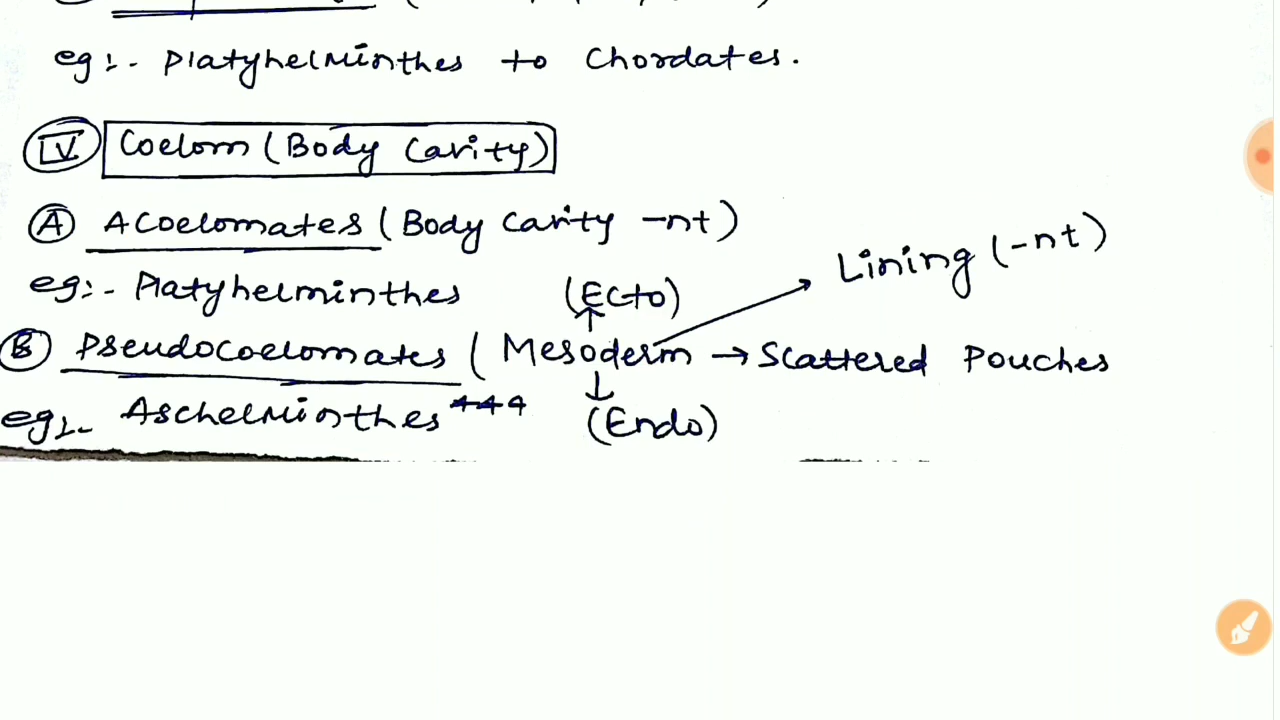 eg:- Platyhelminthes to Chordates.
IV Coelom (Body Cavity)
A Acoelomates (Body Cavity -nt)
eg:- Platyhelminthes
(Ecto)
Lining (-nt)
B Pseudocoelomates (Mesoderm → Scattered Pouches
eg:- Aschelminthes
(Endo)